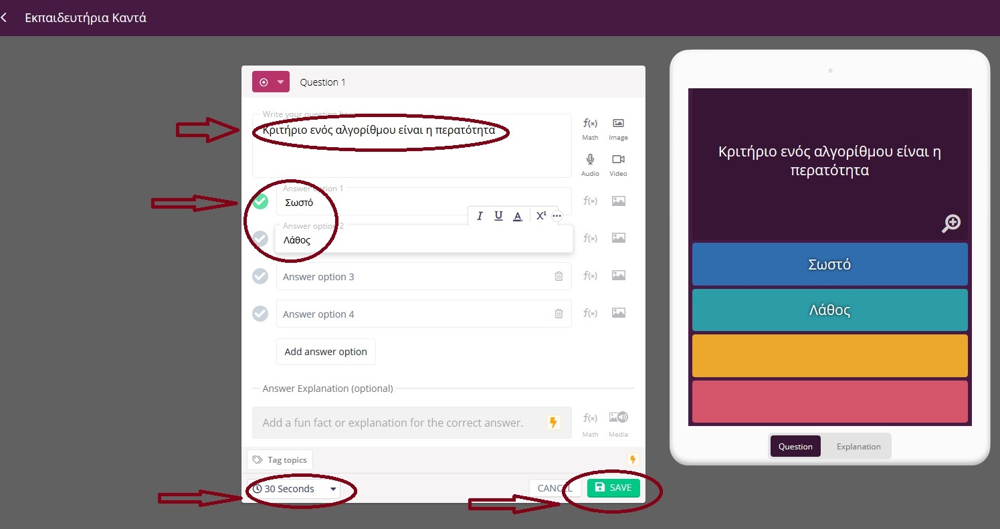 Εκπαιδευτήρια Καντά
Question 1
Write your question here
Κριτήριο ενός αλγορίθμου είναι η περατότητα
f(x)
Math
Image
Audio
Video
Answer option 1
Σωστό
f(x)
I U A X¹ •••
Answer option 2
Λάθος
f(x)
Answer option 3
f(x)
Answer option 4
f(x)
Add answer option
Answer Explanation (optional)
Add a fun fact or explanation for the correct answer.
f(x)
Math
Media
Tag topics
30 Seconds
CANCEL
SAVE
Κριτήριο ενός αλγορίθμου είναι η
περατότητα
Σωστό
Λάθος
Question
Explanation